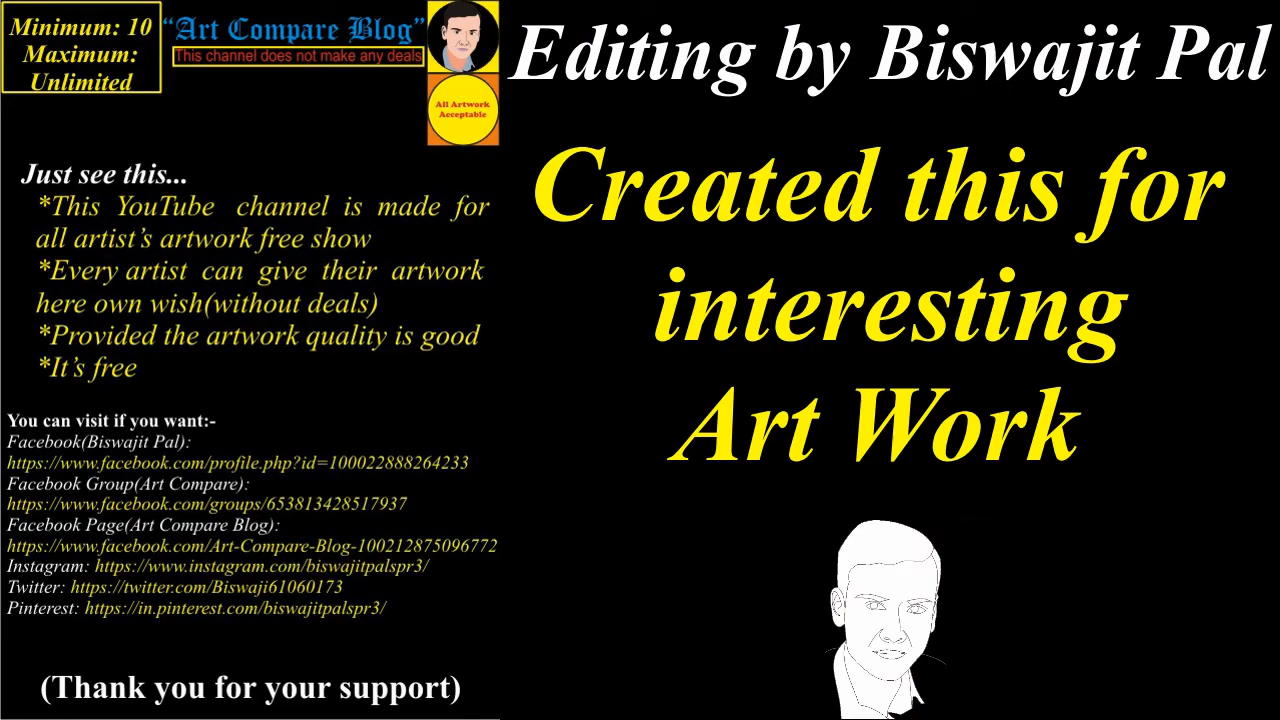 Minimum: 10
Maximum:
Unlimited
“Art Compare Blog”
This channel does not make any deals
All Artwork
Acceptable
Just see this...
*This YouTube channel is made for
all artist’s artwork free show
*Every artist can give their artwork
here own wish(without deals)
*Provided the artwork quality is good
*It’s free
You can visit if you want:-
Facebook(Biswajit Pal):
https://www.facebook.com/profile.php?id=100022888264233
Facebook Group(Art Compare):
https://www.facebook.com/groups/653813428517937
Facebook Page(Art Compare Blog):
https://www.facebook.com/Art-Compare-Blog-100212875096772
Instagram: https://www.instagram.com/biswajitpalspr3/
Twitter: https://twitter.com/Biswaji61060173
Pinterest: https://in.pinterest.com/biswajitpalspr3/
(Thank you for your support)
Editing by Biswajit Pal
Created this for
interesting
Art Work